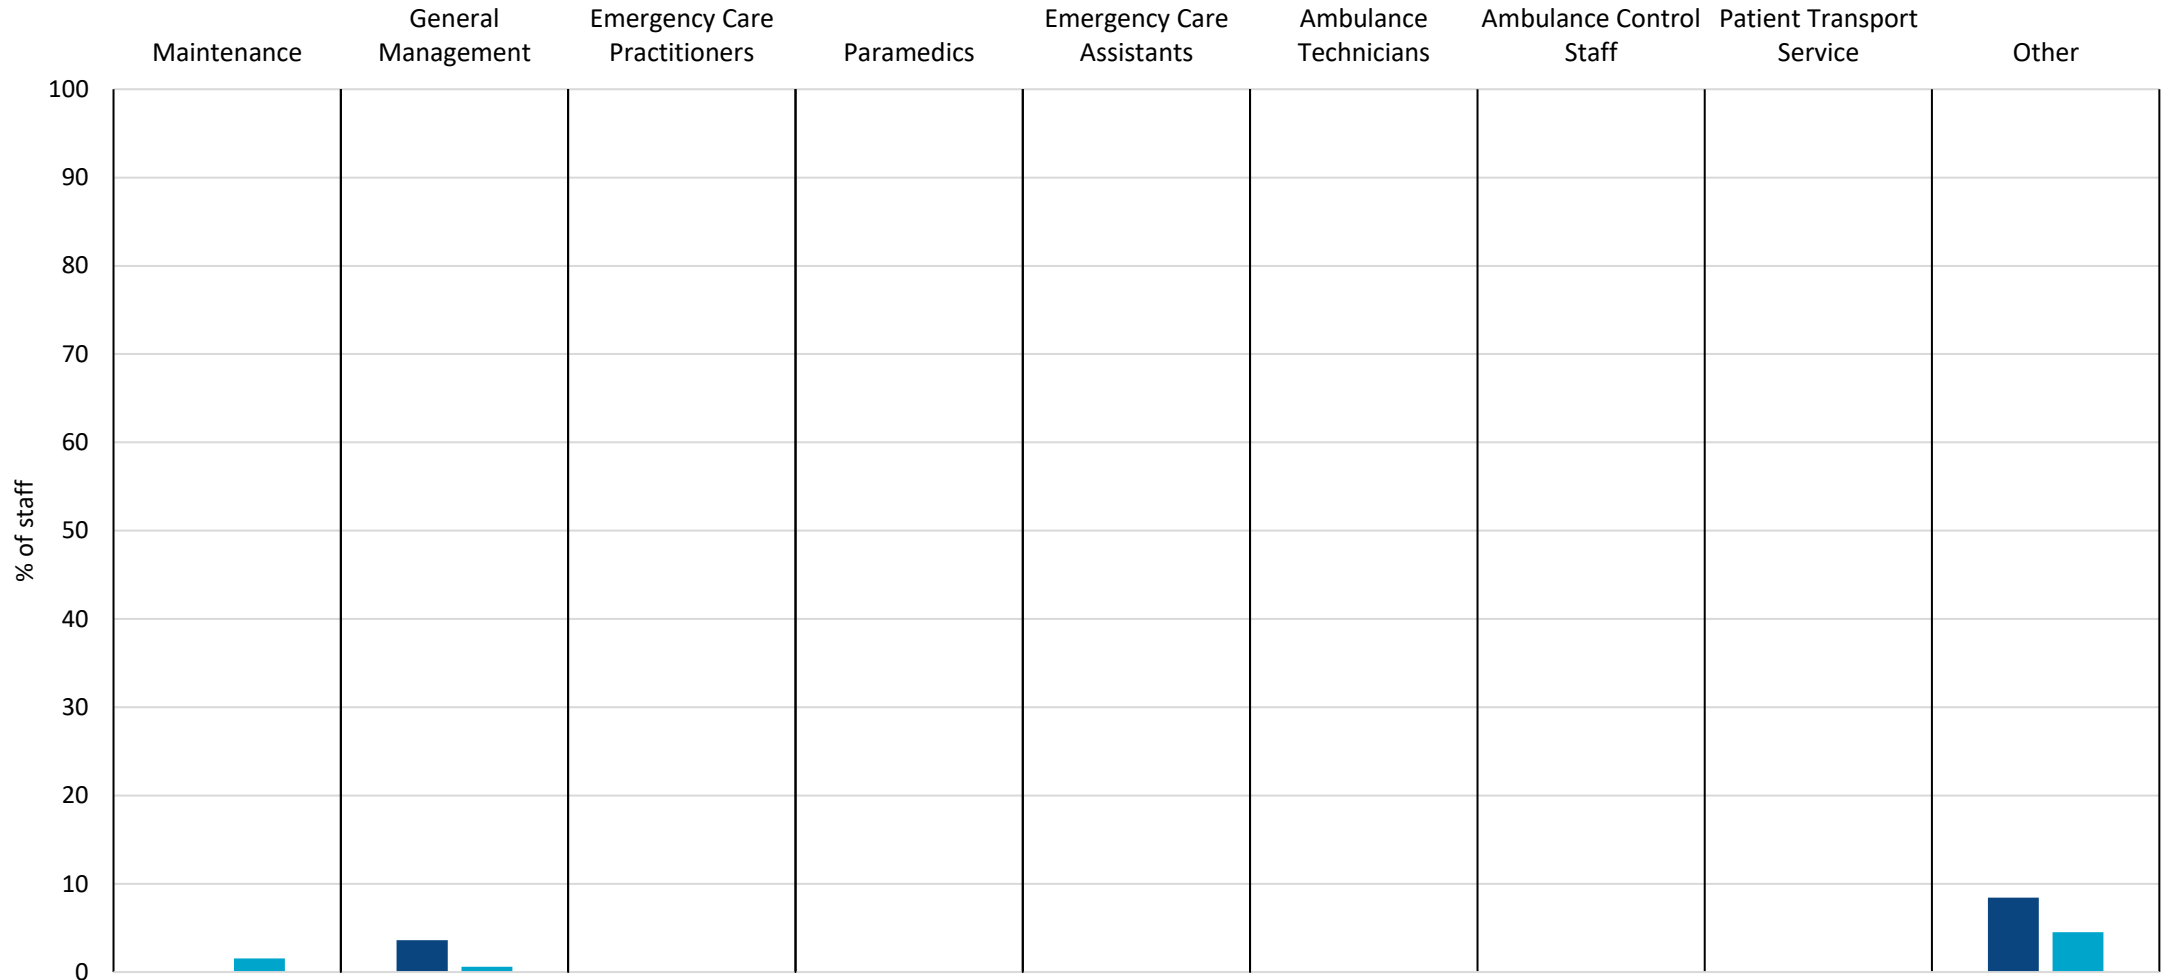 Maintenance
General
Management
Emergency Care
Practitioners
Paramedics
Emergency Care
Assistants
Ambulance
Technicians
Ambulance Control
Staff
Patient Transport
Service
Other
100
90
80
70
60
50
40
30
20
10
0
% of staff